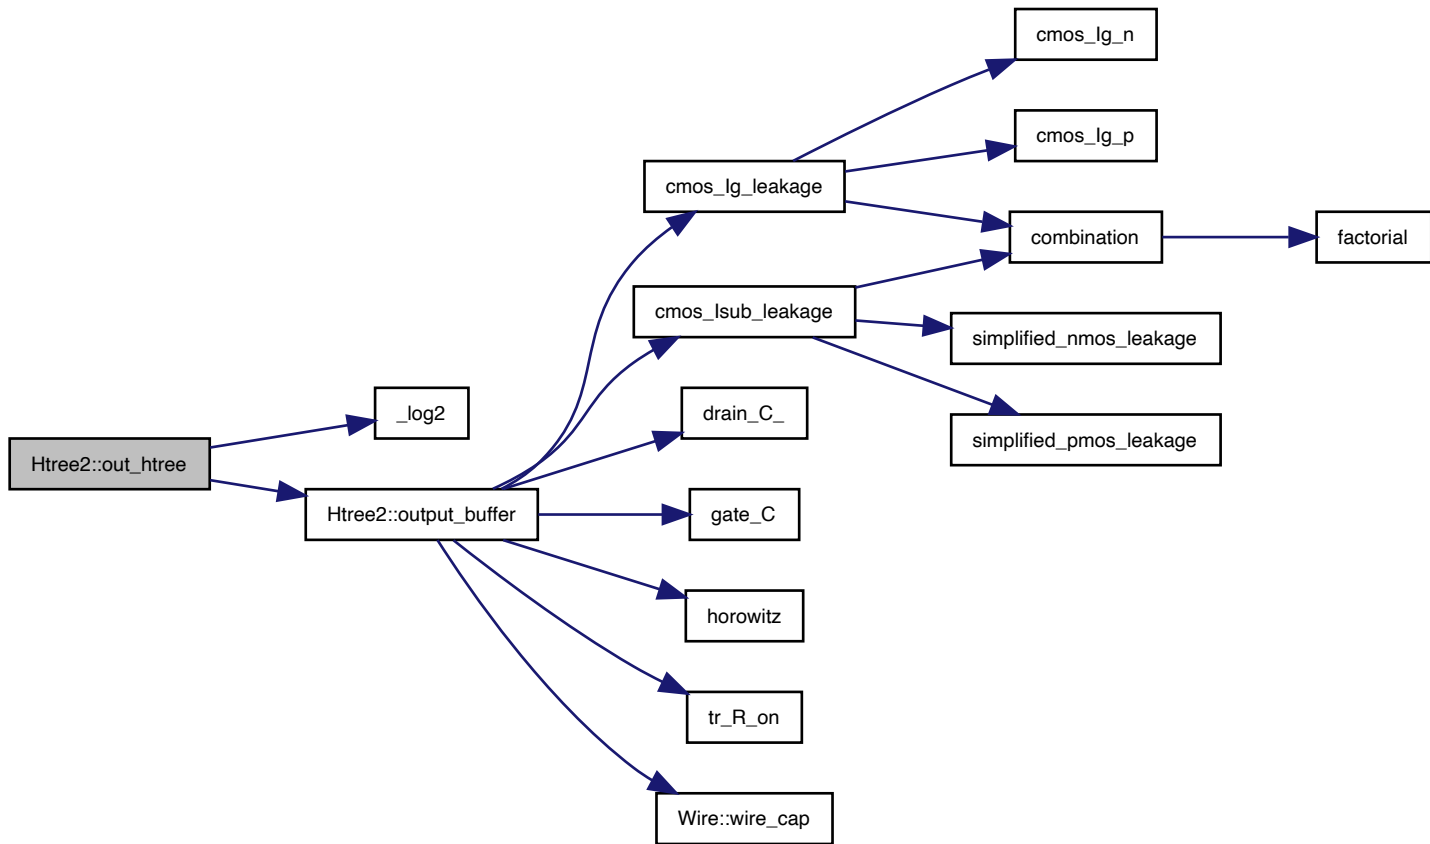 cmos_Ig_n
cmos_Ig_p
cmos_Ig_leakage
combination
factorial
cmos_Isub_leakage
simplified_nmos_leakage
_log2
drain_C_
simplified_pmos_leakage
Htree2::out_htree
Htree2::output_buffer
gate_C
horowitz
tr_R_on
Wire::wire_cap